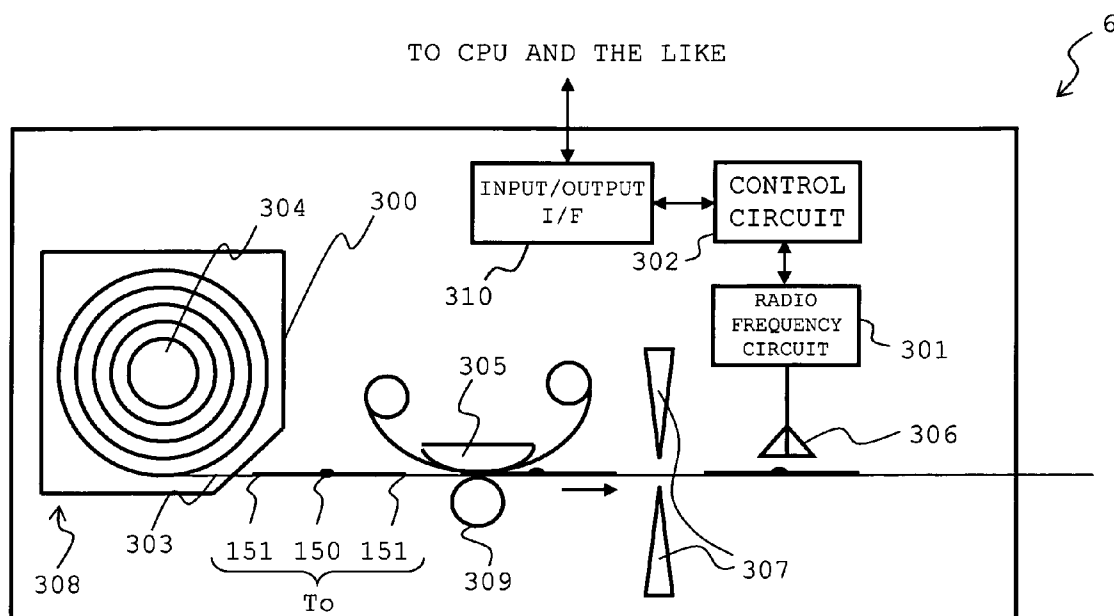 6
TO CPU AND THE LIKE
INPUT/OUTPUT
I/F
CONTROL
CIRCUIT
304
300
310
302
RADIO
FREQUENCY
CIRCUIT
301
305
306
303
151
150
151
308
To
309
307